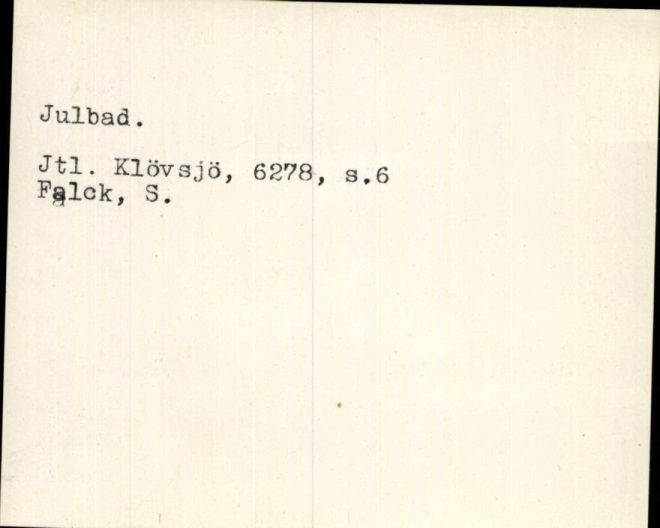 Julbad.
Jtl. Klövsjö, 6278, s.6
Falck, S.